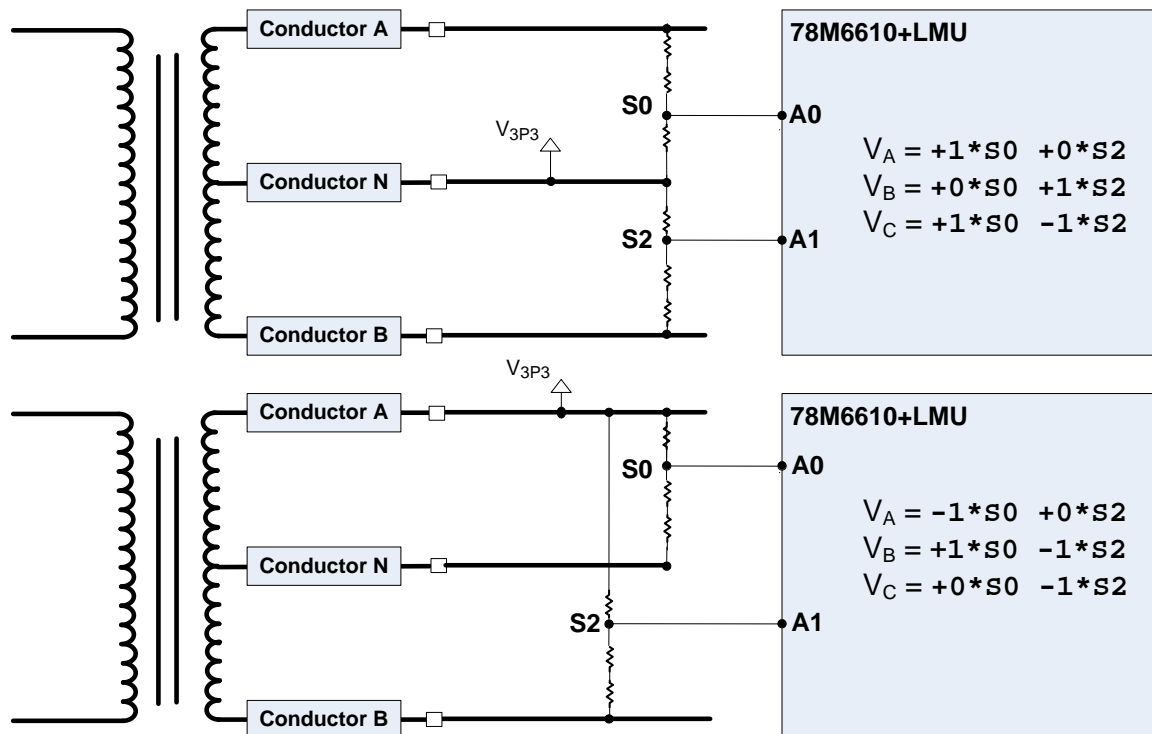 Conductor A
78M6610+LMU
S0
A0
V3P3
VA = +1*S0 +0*S2
Conductor N
VB = +0*S0 +1*S2
VC = +1*S0 -1*S2
S2
A1
Conductor B
V3P3
Conductor A
78M6610+LMU
S0
A0
VA = -1*S0 +0*S2
VB = +1*S0 -1*S2
Conductor N
VC = +0*S0 -1*S2
S2
A1
Conductor B